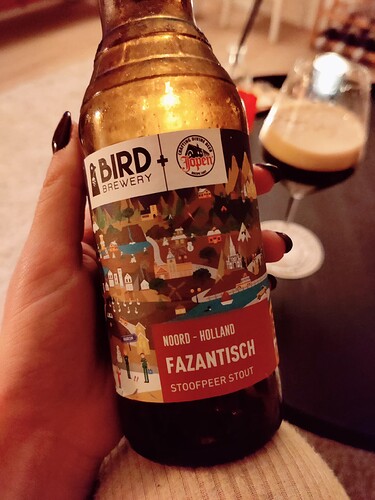 BIRD
BREWERY
+
Jopen
NOORD - HOLLAND
FAZANTISCH
STOOFPEER STOUT